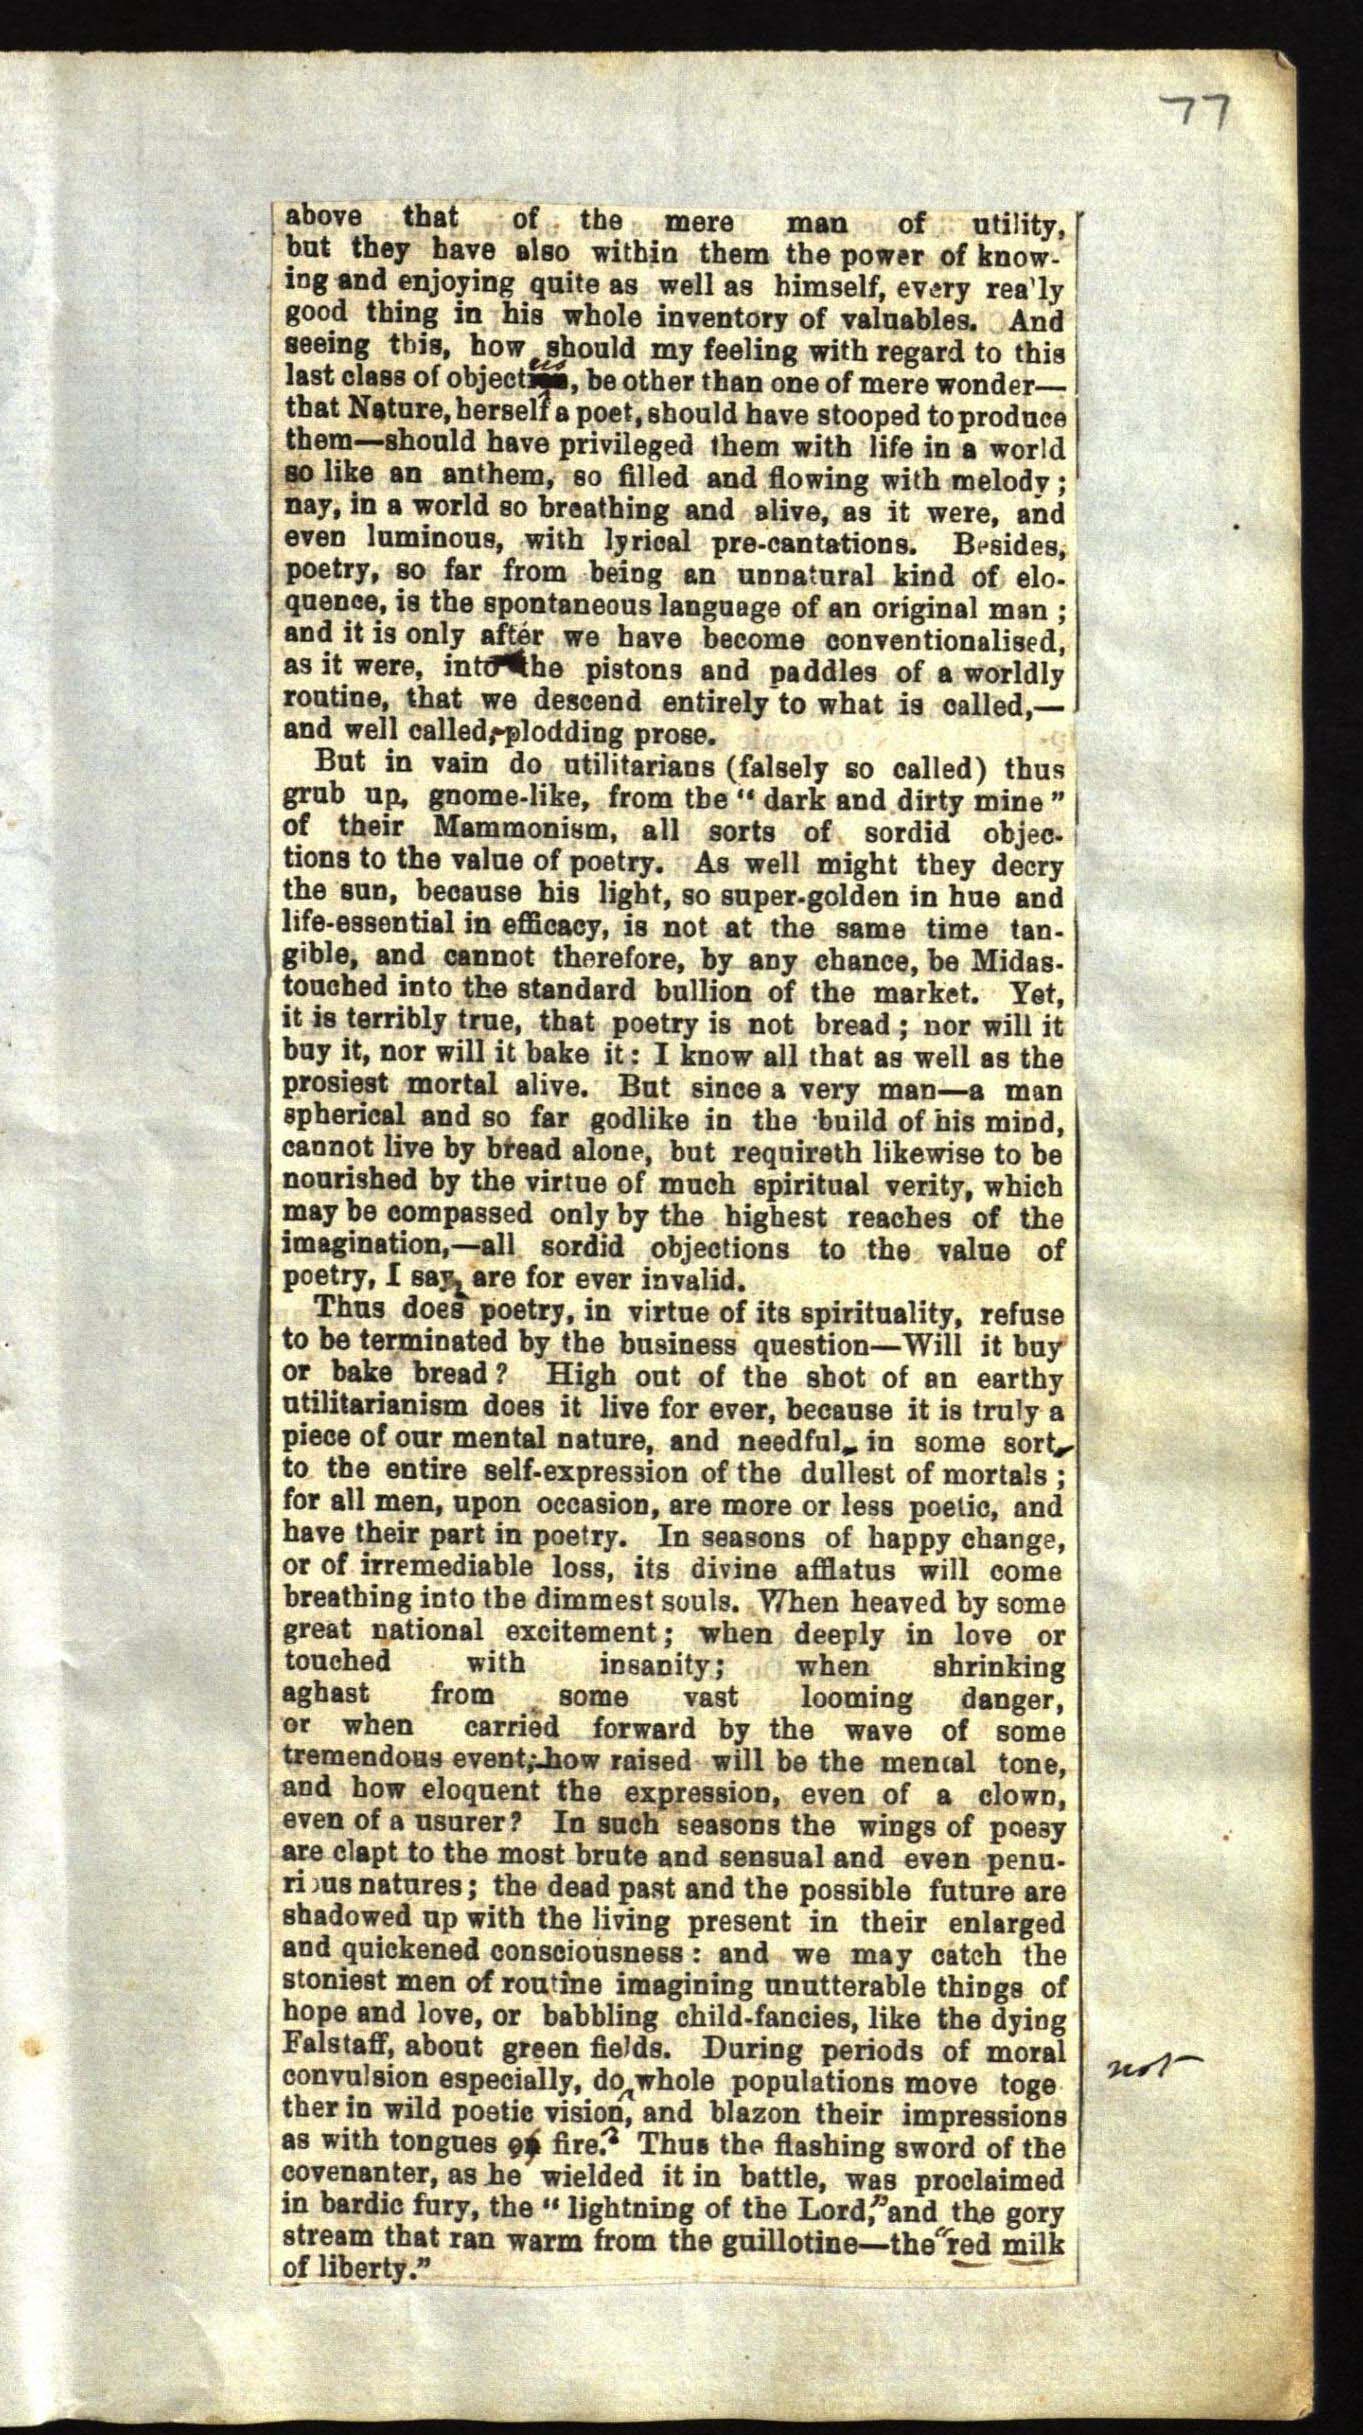 77
above that of the mere man of utility,
but they have also within them the power of know-
ing and enjoying quite as well as himself, every rea'ly
good thing in his whole inventory of valuables. And
seeing this, how should my feeling with regard to this
us
last class of objecti, be other than one of mere wonder—
that Nature, herself a poet, should have stooped to produce
them—should have privileged them with life in a world
so like an anthem, so filled and flowing with melody;
nay, in a world so breathing and alive, as it were, and
even luminous, with lyrical pre-cantations. Besides,
poetry, so far from being an unnatural kind of elo-
quence, is the spontaneous language of an original man;
and it is only after we have become conventionalised,
as it were, into the pistons and paddles of a worldly
routine, that we descend entirely to what is called,—
and well called,-plodding prose.
But in vain do utilitarians (falsely so called) thus
grub up, gnome-like, from the "dark and dirty mine"
of their Mammonism, all sorts of sordid objec-
tions to the value of poetry. As well might they decry
the sun, because his light, so super-golden in hue and
life-essential in efficacy, is not at the same time tan-
gible, and cannot therefore, by any chance, be Midas-
touched into the standard bullion of the market. Yet,
it is terribly true, that poetry is not bread; nor will it
buy it, nor will it bake it: I know all that as well as the
prosiest mortal alive. But since a very man—a man
spherical and so far godlike in the build of his mind,
cannot live by bread alone, but requireth likewise to be
nourished by the virtue of much spiritual verity, which
may be compassed only by the highest reaches of the
imagination,—all sordid objections to the value of
poetry, I say, are for ever invalid.
Thus does poetry, in virtue of its spirituality, refuse
to be terminated by the business question—Will it buy
or bake bread? High out of the shot of an earthy
utilitarianism does it live for ever, because it is truly a
piece of our mental nature, and needful, in some sort,
to the entire self-expression of the dullest of mortals;
for all men, upon occasion, are more or less poetic, and
have their part in poetry. In seasons of happy change,
or of irremediable loss, its divine afflatus will come
breathing into the dimmest souls. When heaved by some
great national excitement; when deeply in love or
touched with insanity; when shrinking
aghast from some vast looming danger,
or when carried forward by the wave of some
tremendous event;-how raised will be the mental tone,
and how eloquent the expression, even of a clown,
even of a usurer? In such seasons the wings of poesy
are clapt to the most brute and sensual and even penu-
rious natures; the dead past and the possible future are
shadowed up with the living present in their enlarged
and quickened consciousness: and we may catch the
stoniest men of routine imagining unutterable things of
hope and love, or babbling child-fancies, like the dying
Falstaff, about green fields. During periods of moral
convulsion especially, do whole populations move toge
not
ther in wild poetic vision, and blazon their impressions
as with tongues of fire? Thus the flashing sword of the
covenanter, as he wielded it in battle, was proclaimed
in bardic fury, the "lightning of the Lord," and the gory
stream that ran warm from the guillotine—the "red milk
of liberty."